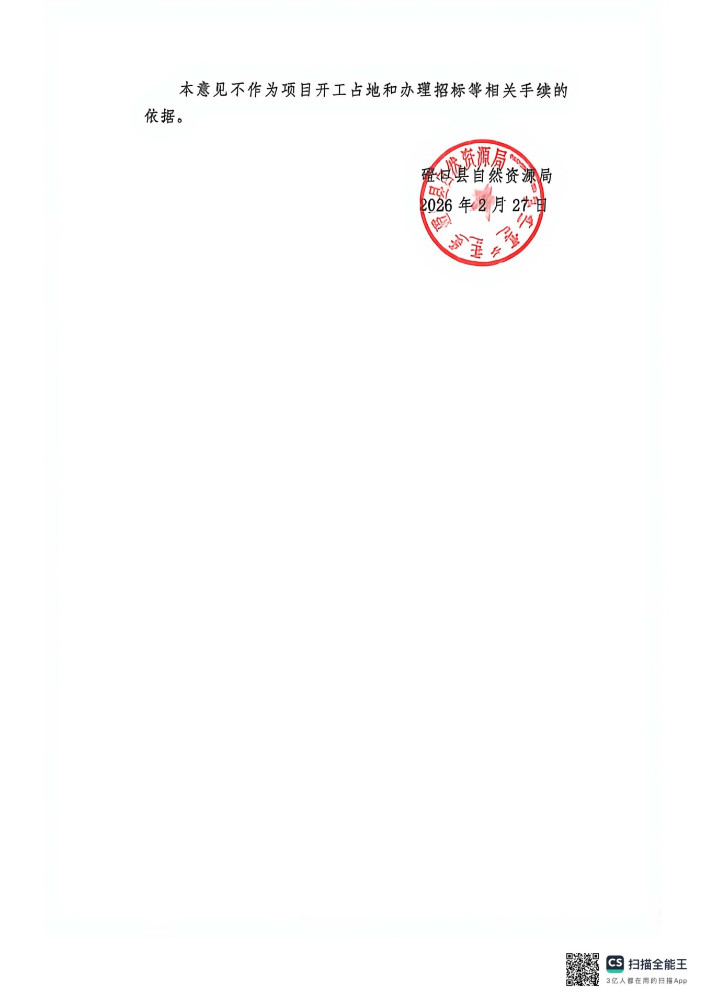 本意见不作为项目开工占地和办理招标等相关手续的
依据。
磴口县自然资源局
2026年2月27日
CS 扫描全能王
3亿人都在用的扫描App